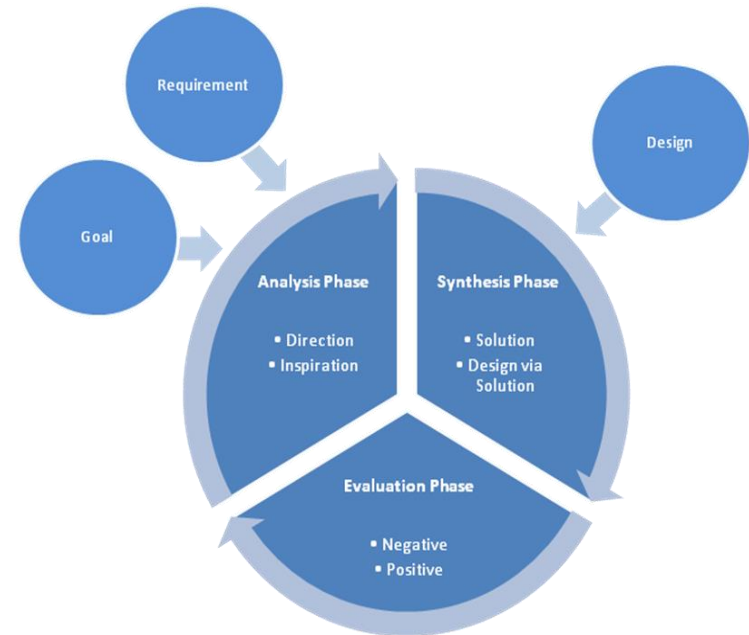 Requirement
Design
Goal
Analysis Phase
• Direction
• Inspiration
Synthesis Phase
• Solution
• Design via
Solution
Evaluation Phase
• Negative
• Positive